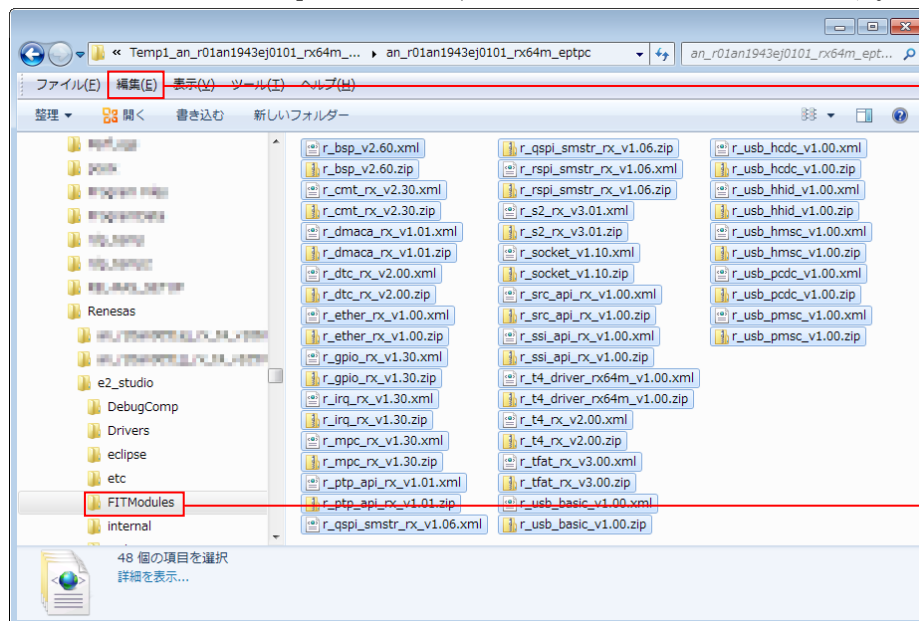 « Temp1_an_r01an1943ej0101_rx64m_... ▸ an_r01an1943ej0101_rx64m_eptpc
an_r01an1943ej0101_rx64m_ept...
ファイル(F) 編集(E) 表示(V) ツール(T) ヘルプ(H)
整理 開く 書き込む 新しいフォルダー
Renesas
e2_studio
DebugComp
Drivers
eclipse
etc
FITModules
internal
r_bsp_v2.60.xml
r_bsp_v2.60.zip
r_cmt_rx_v2.30.xml
r_cmt_rx_v2.30.zip
r_dmaca_rx_v1.01.xml
r_dmaca_rx_v1.01.zip
r_dtc_rx_v2.00.xml
r_dtc_rx_v2.00.zip
r_ether_rx_v1.00.xml
r_ether_rx_v1.00.zip
r_gpio_rx_v1.30.xml
r_gpio_rx_v1.30.zip
r_irq_rx_v1.30.xml
r_irq_rx_v1.30.zip
r_mpc_rx_v1.30.xml
r_mpc_rx_v1.30.zip
r_ptp_api_rx_v1.01.xml
r_ptp_api_rx_v1.01.zip
r_qspi_smstr_rx_v1.06.xml
r_qspi_smstr_rx_v1.06.zip
r_rspi_smstr_rx_v1.06.xml
r_rspi_smstr_rx_v1.06.zip
r_s2_rx_v3.01.xml
r_s2_rx_v3.01.zip
r_socket_v1.10.xml
r_socket_v1.10.zip
r_src_api_rx_v1.00.xml
r_src_api_rx_v1.00.zip
r_ssi_api_rx_v1.00.xml
r_ssi_api_rx_v1.00.zip
r_t4_driver_rx64m_v1.00.xml
r_t4_driver_rx64m_v1.00.zip
r_t4_rx_v2.00.xml
r_t4_rx_v2.00.zip
r_tfat_rx_v3.00.xml
r_tfat_rx_v3.00.zip
r_usb_basic_v1.00.xml
r_usb_basic_v1.00.zip
r_usb_hcdc_v1.00.xml
r_usb_hcdc_v1.00.zip
r_usb_hhid_v1.00.xml
r_usb_hhid_v1.00.zip
r_usb_hmsc_v1.00.xml
r_usb_hmsc_v1.00.zip
r_usb_pcdc_v1.00.xml
r_usb_pcdc_v1.00.zip
r_usb_pmsc_v1.00.xml
r_usb_pmsc_v1.00.zip
48 個の項目を選択
詳細を表示...